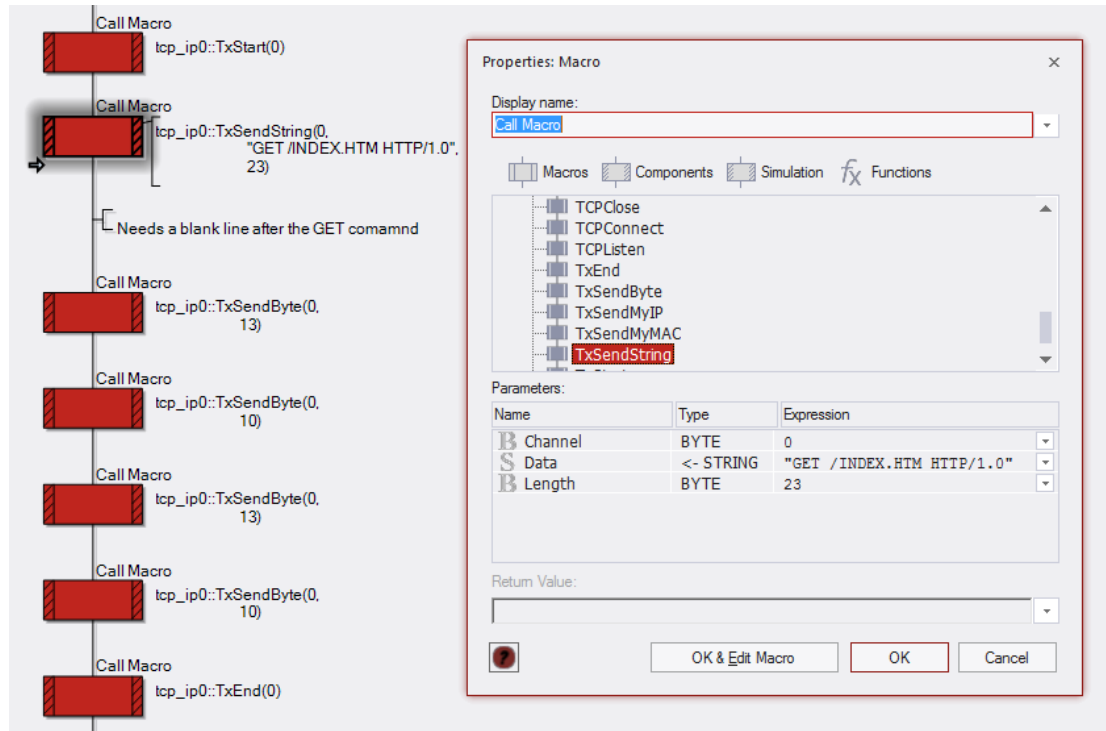 Call Macro
tcp_ip0::TxStart(0)
Call Macro
tcp_ip0::TxSendString(0,
"GET /INDEX.HTM HTTP/1.0",
23)
Needs a blank line after the GET comamnd
Call Macro
tcp_ip0::TxSendByte(0,
13)
Call Macro
tcp_ip0::TxSendByte(0,
10)
Call Macro
tcp_ip0::TxSendByte(0,
13)
Call Macro
tcp_ip0::TxSendByte(0,
10)
Call Macro
tcp_ip0::TxEnd(0)
Properties: Macro
Display name:
Call Macro
Macros Components Simulation fx Functions
TCPClose
TCPConnect
TCPListen
TxEnd
TxSendByte
TxSendMyIP
TxSendMyMAC
TxSendString
Parameters:
Name Type Expression
B Channel BYTE 0
S Data <- STRING "GET /INDEX.HTM HTTP/1.0"
B Length BYTE 23
Return Value:
? OK & Edit Macro OK Cancel